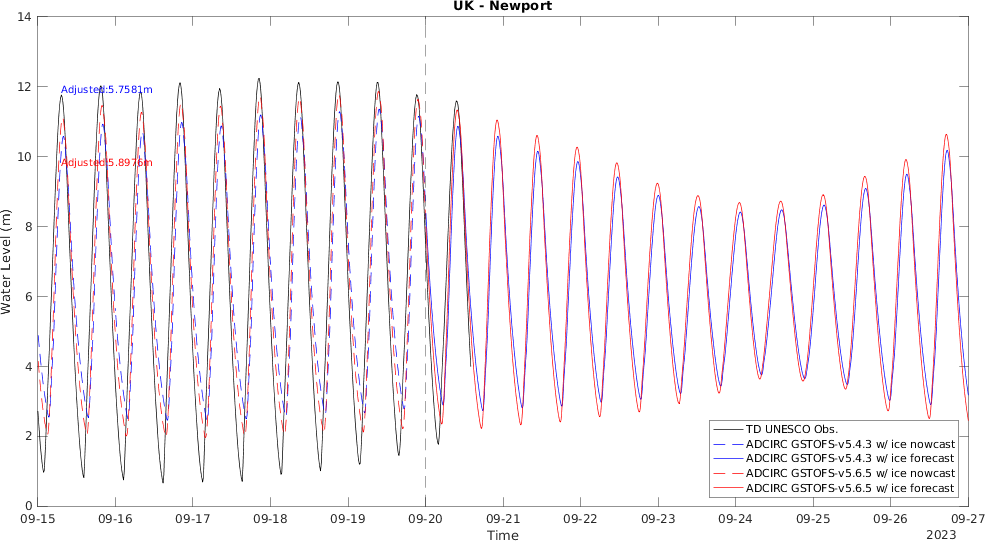 UK - Newport
14
12
10
8
6
4
2
0
Water Level (m)
Adjusted:5.7581m
Adjusted:5.8976m
TD UNESCO Obs.
ADCIRC GSTOFS-v5.4.3 w/ ice nowcast
ADCIRC GSTOFS-v5.4.3 w/ ice forecast
ADCIRC GSTOFS-v5.6.5 w/ ice nowcast
ADCIRC GSTOFS-v5.6.5 w/ ice forecast
09-15 09-16 09-17 09-18 09-19 09-20 09-21 09-22 09-23 09-24 09-25 09-26 09-27
Time
2023